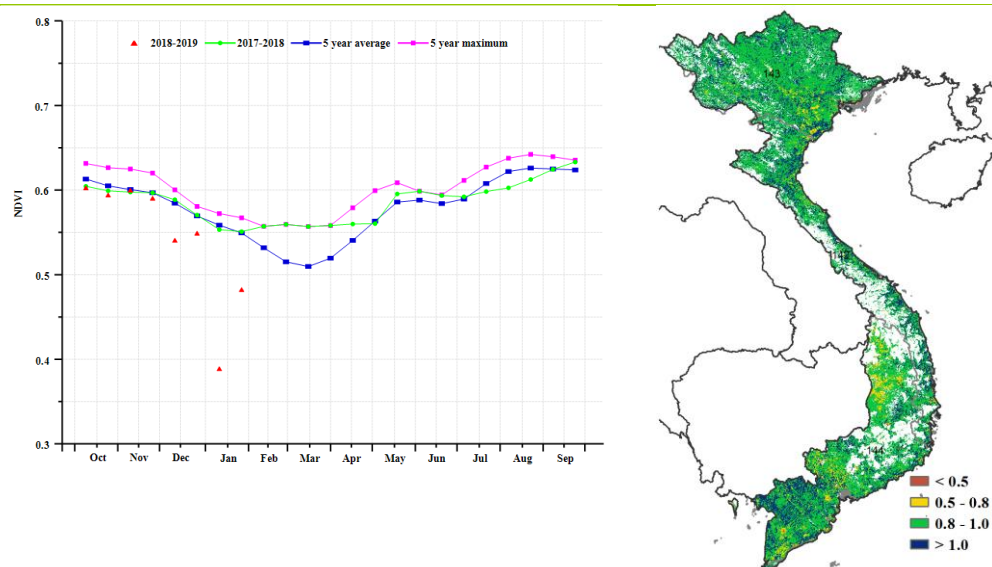 0.8
2018-2019 2017-2018 5 year average 5 year maximum
0.7
0.6
NDVI
0.5
0.4
0.3
Oct Nov Dec Jan Feb Mar Apr May Jun Jul Aug Sep
143
142
144
< 0.5
0.5 - 0.8
0.8 - 1.0
> 1.0